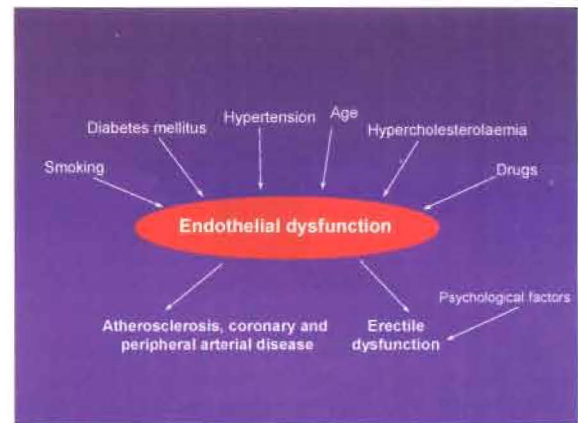 Hypertension
Age
Diabetes mellitus
Hypercholesterolaemia
Smoking
Drugs
Endothelial dysfunction
Psychological factors
Atherosclerosis, coronary and
peripheral arterial disease
Erectile
dysfunction